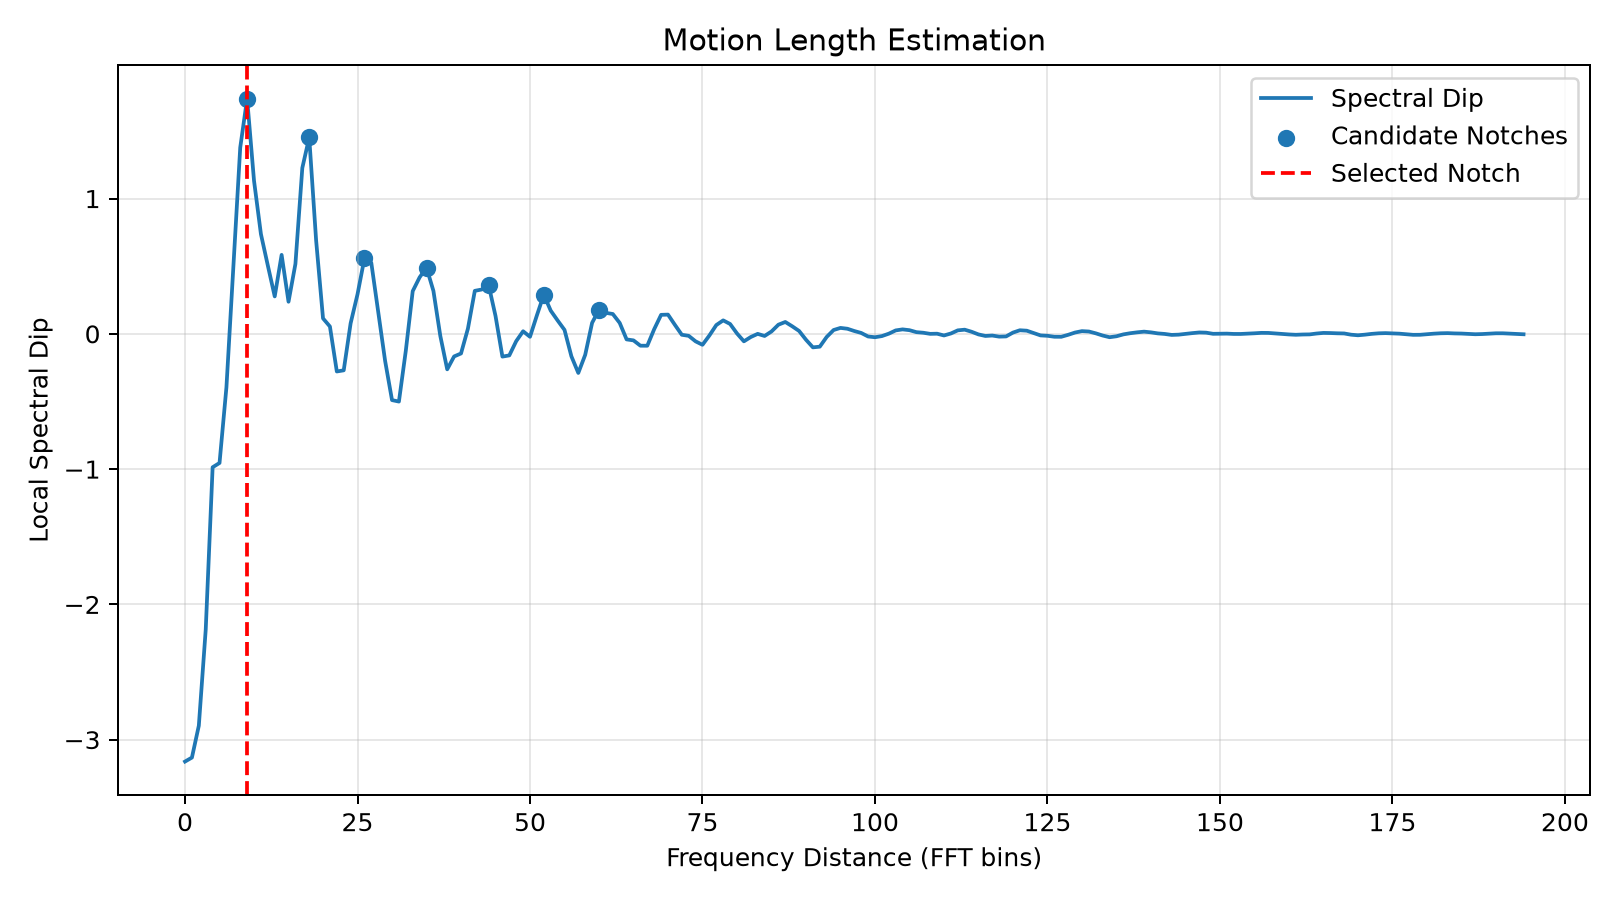 Motion Length Estimation
Spectral Dip
Candidate Notches
Selected Notch
Local Spectral Dip
1
0
−1
−2
−3
0 25 50 75 100 125 150 175 200
Frequency Distance (FFT bins)